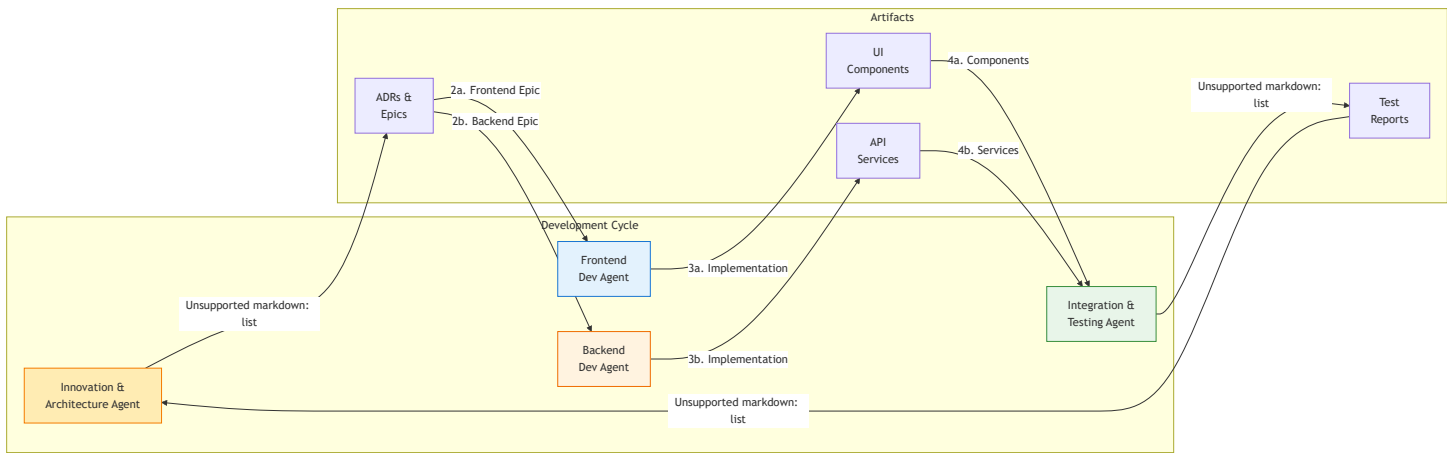 Artifacts
UI
Components
4a. Components
ADRs &
Epics
2a. Frontend Epic
2b. Backend Epic
Unsupported markdown:
list
Test
Reports
API
Services
4b. Services
Development Cycle
Frontend
Dev Agent
3a. Implementation
Unsupported markdown:
list
Integration &
Testing Agent
Backend
Dev Agent
3b. Implementation
Innovation &
Architecture Agent
Unsupported markdown:
list